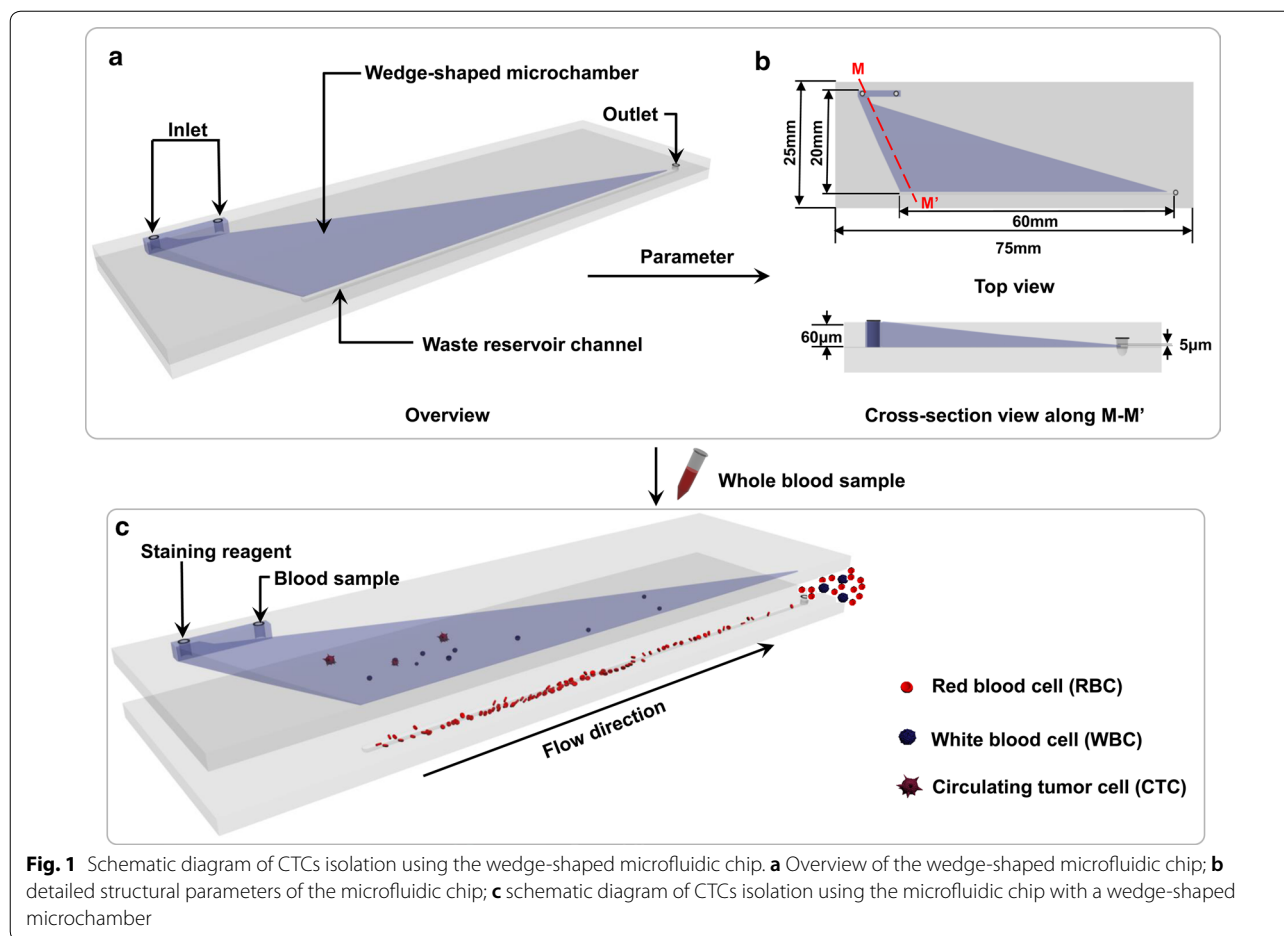 a
Wedge-shaped microchamber
Inlet
Outlet
Parameter
Waste reservoir channel
Overview
b
M
M'
25mm
20mm
60mm
75mm
Top view
60μm
5μm
Cross-section view along M-M'
Whole blood sample
c
Staining reagent
Blood sample
Flow direction
Red blood cell (RBC)
White blood cell (WBC)
Circulating tumor cell (CTC)
Fig. 1 Schematic diagram of CTCs isolation using the wedge-shaped microfluidic chip. a Overview of the wedge-shaped microfluidic chip; b
detailed structural parameters of the microfluidic chip; c schematic diagram of CTCs isolation using the microfluidic chip with a wedge-shaped
microchamber